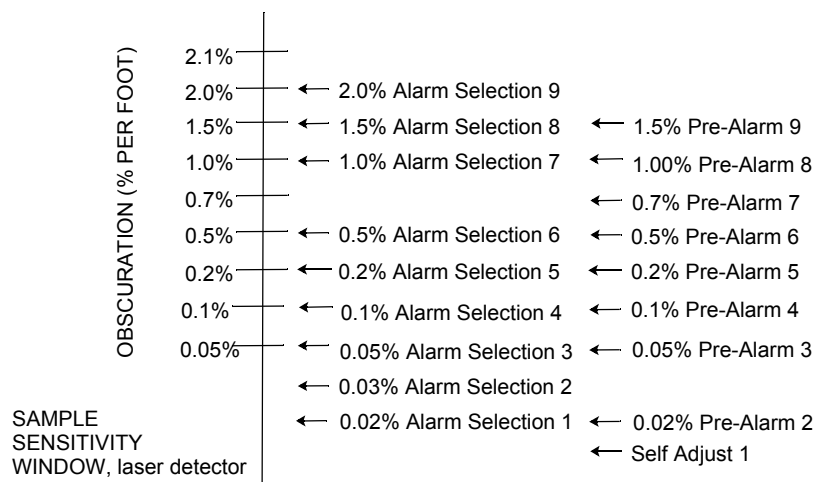 OBSCURATION (% PER FOOT)
2.1%
2.0% 2.0% Alarm Selection 9
1.5% 1.5% Alarm Selection 8 1.5% Pre-Alarm 9
1.0% 1.0% Alarm Selection 7 1.00% Pre-Alarm 8
0.7% 0.7% Pre-Alarm 7
0.5% 0.5% Alarm Selection 6 0.5% Pre-Alarm 6
0.2% 0.2% Alarm Selection 5 0.2% Pre-Alarm 5
0.1% 0.1% Alarm Selection 4 0.1% Pre-Alarm 4
0.05% 0.05% Alarm Selection 3 0.05% Pre-Alarm 3
0.03% Alarm Selection 2
0.02% Alarm Selection 1 0.02% Pre-Alarm 2
Self Adjust 1
SAMPLE
SENSITIVITY
WINDOW, laser detector